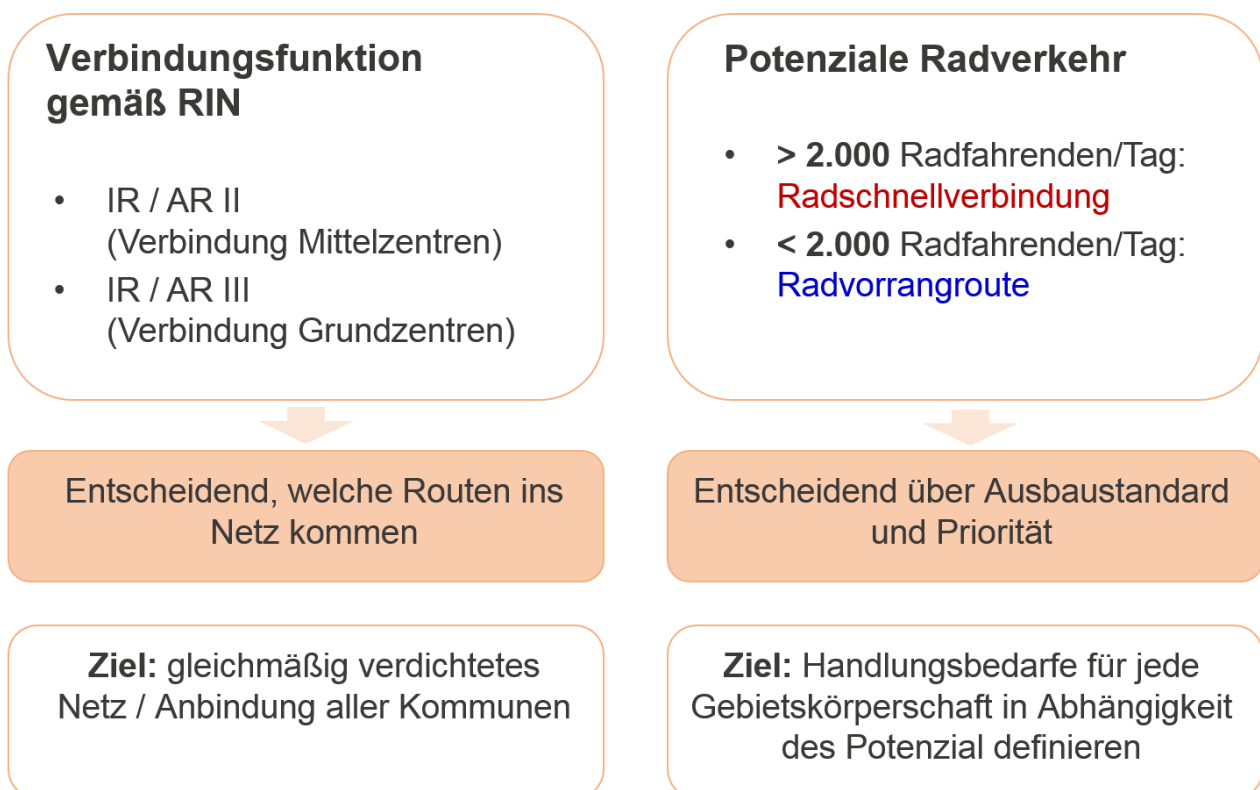 Verbindungsfunktion
gemäß RIN
• IR / AR II
(Verbindung Mittelzentren)
• IR / AR III
(Verbindung Grundzentren)
Entscheidend, welche Routen ins
Netz kommen
Ziel: gleichmäßig verdichtetes
Netz / Anbindung aller Kommunen
Potenziale Radverkehr
• > 2.000 Radfahrenden/Tag:
Radschnellverbindung
• < 2.000 Radfahrenden/Tag:
Radvorrangroute
Entscheidend über Ausbaustandard
und Priorität
Ziel: Handlungsbedarfe für jede
Gebietskörperschaft in Abhängigkeit
des Potenzial definieren